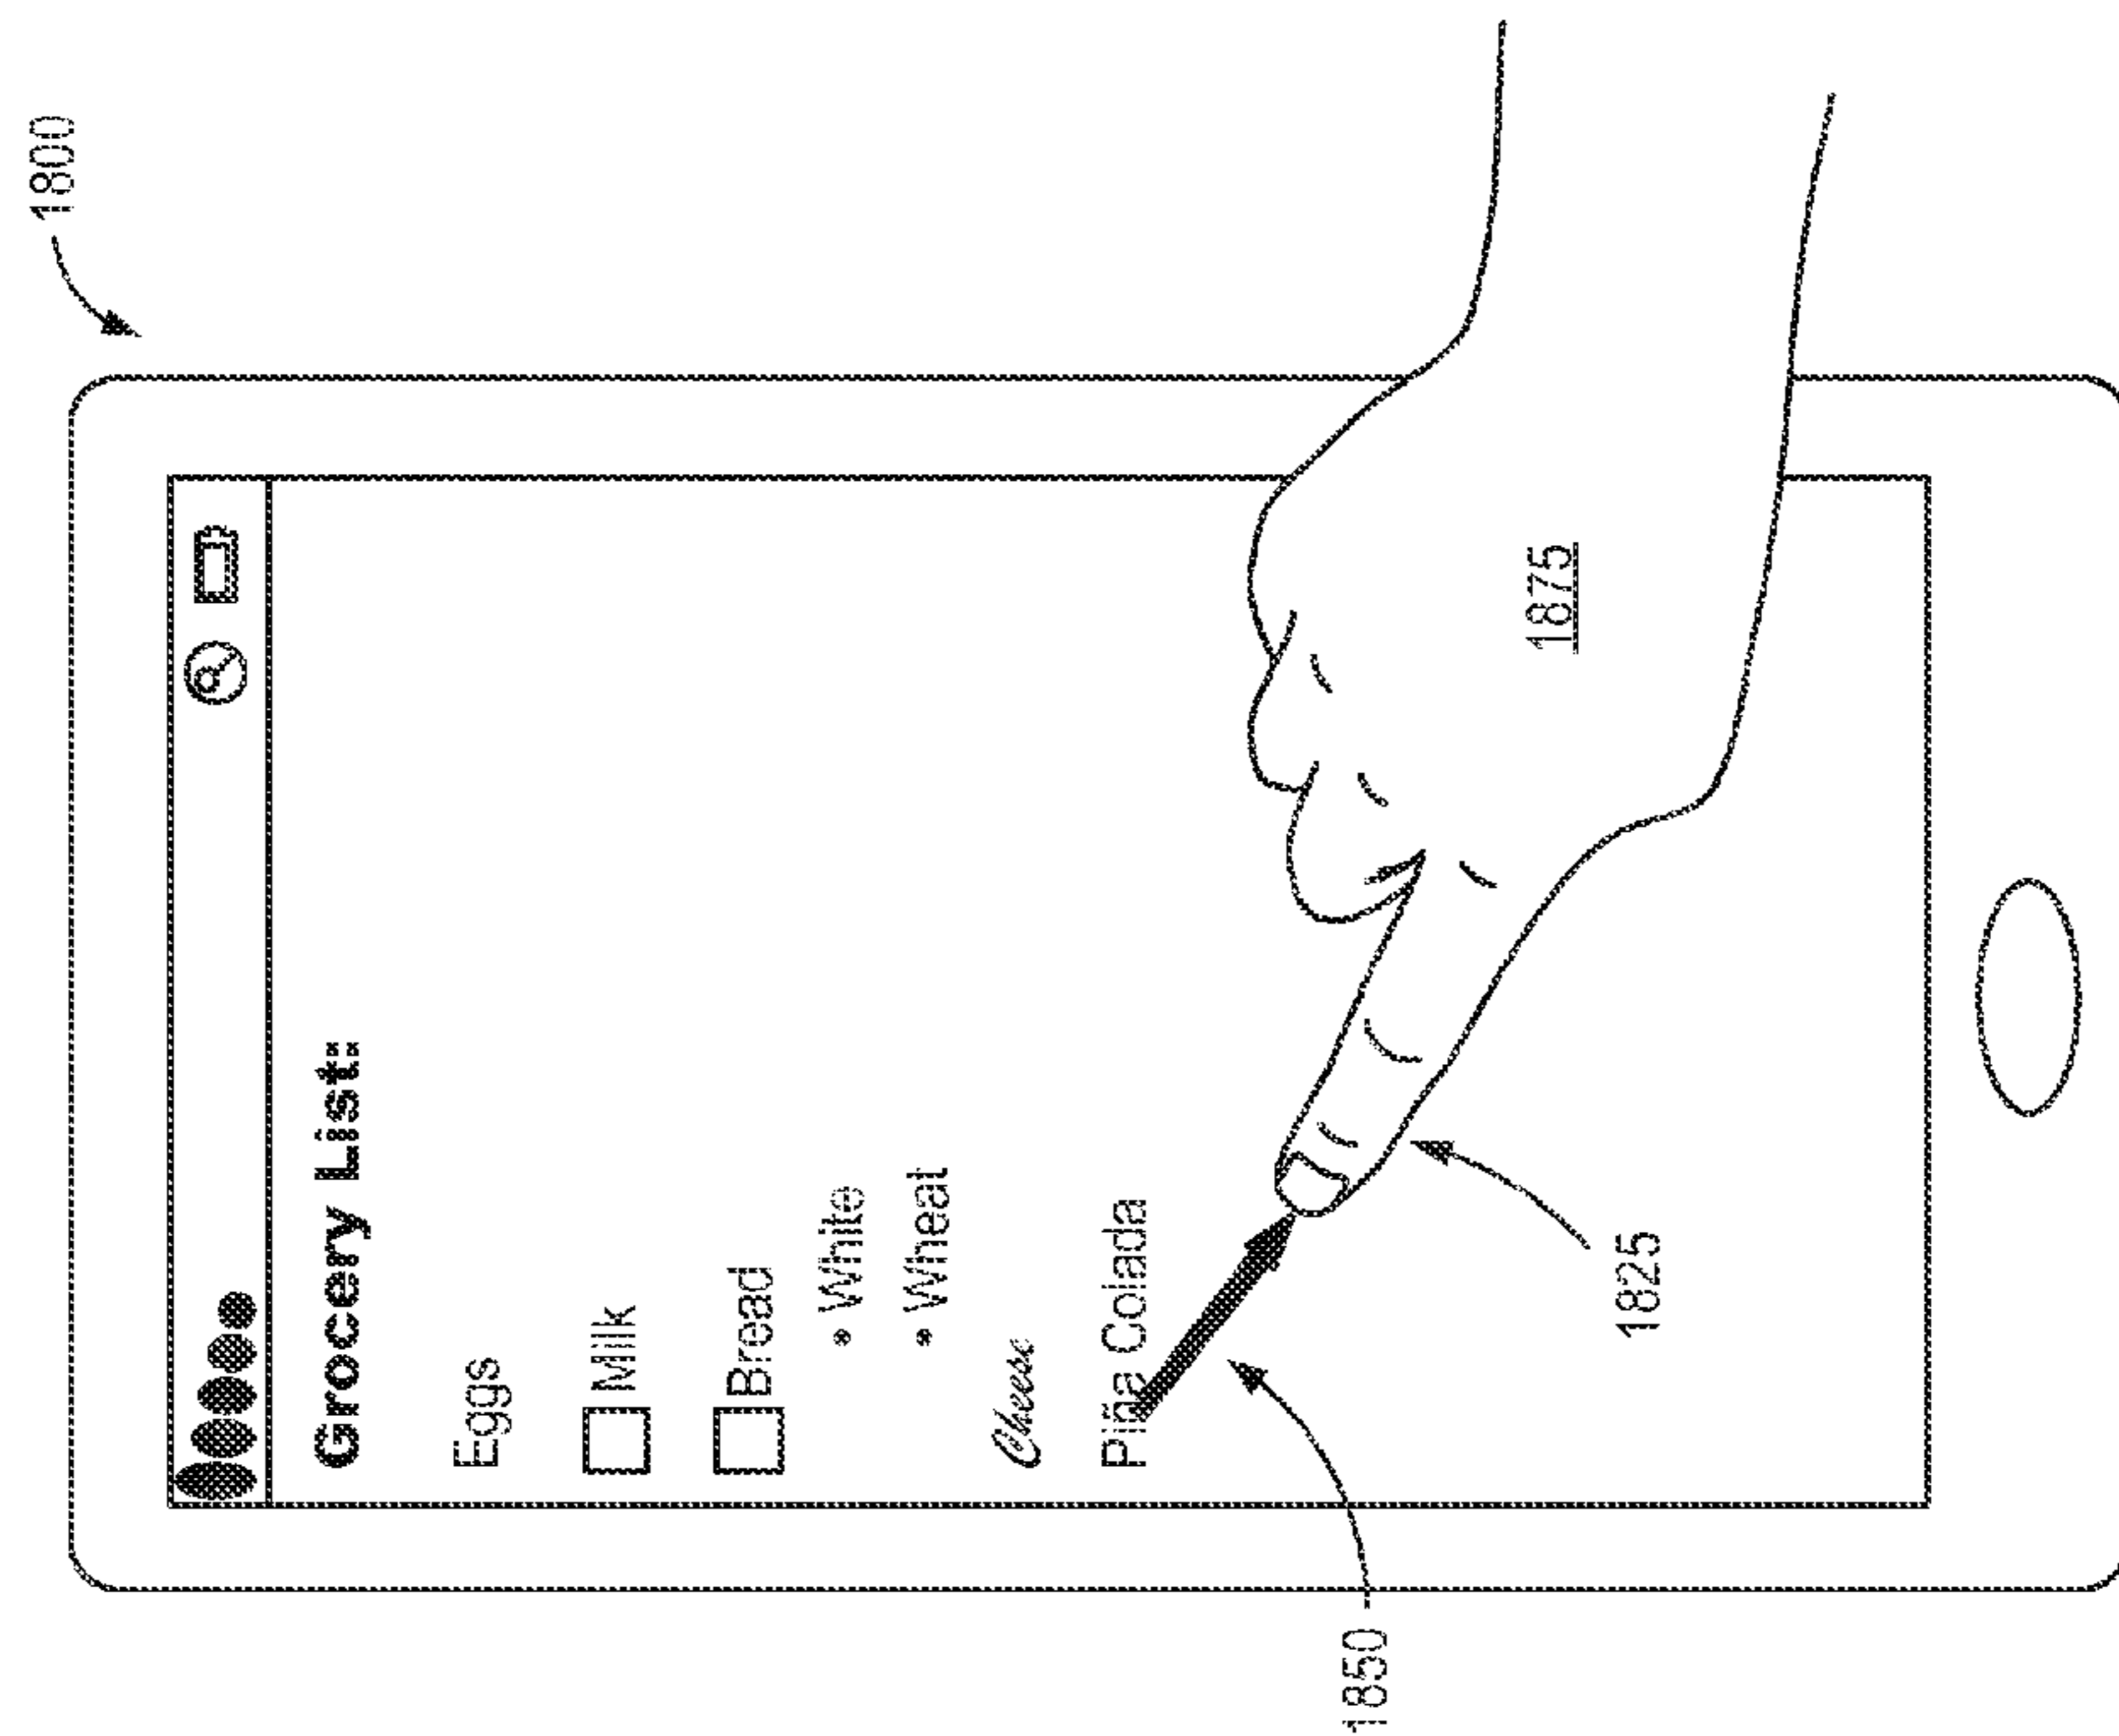 1800
Grocery List:
Eggs
Milk
Bread
• White
• Wheat
Cheese
Piña Colada
1875
1825
1850